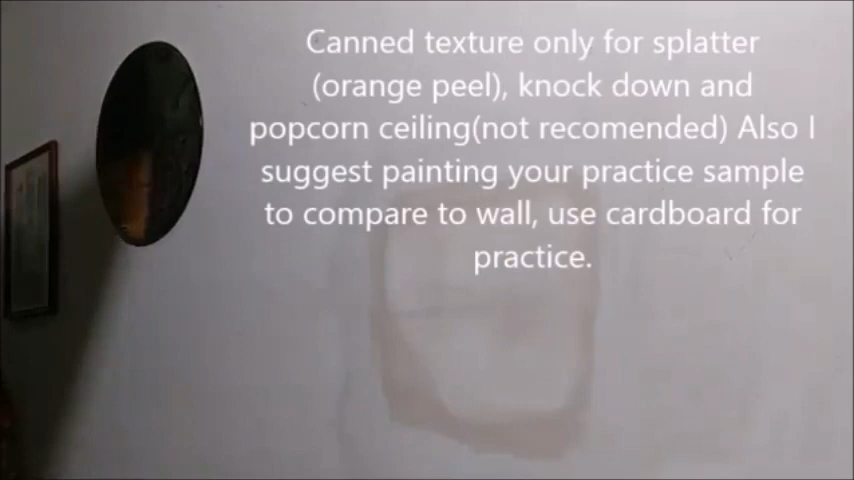 Canned texture only for splatter
(orange peel), knock down and
popcorn ceiling(not recomended) Also I
suggest painting your practice sample
to compare to wall, use cardboard for
practice.